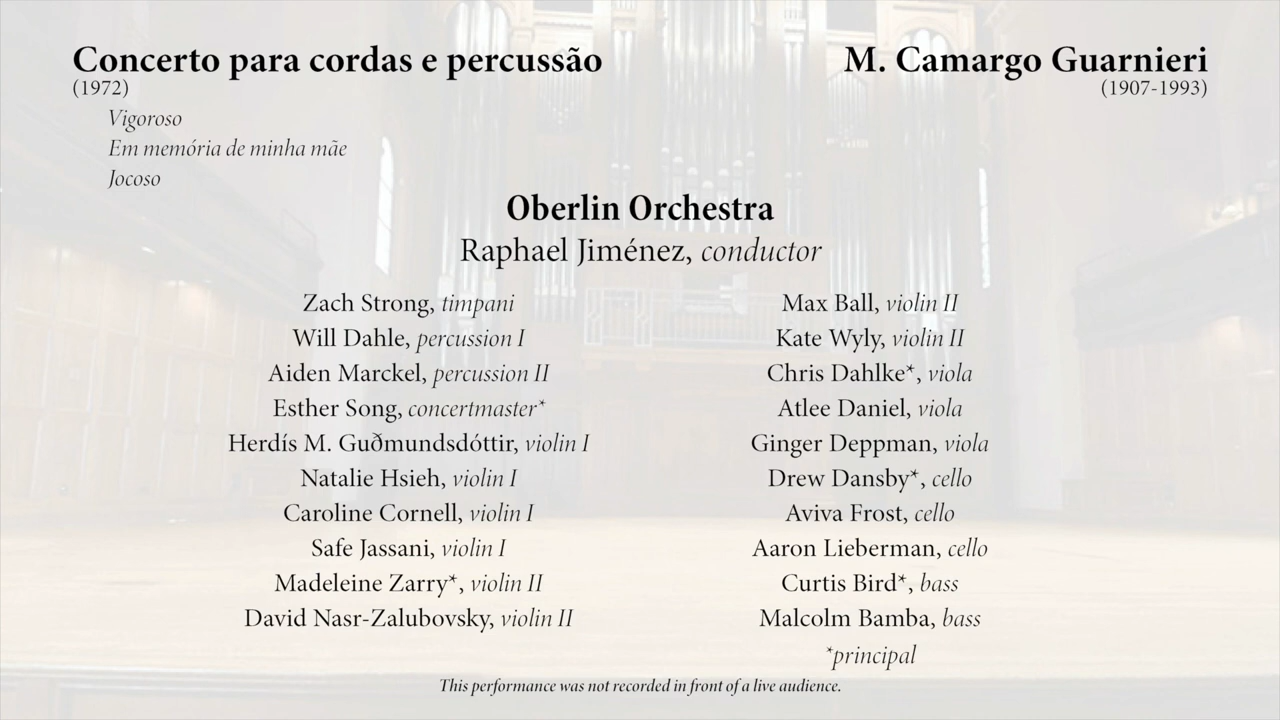 Concerto para cordas e percussão
(1972)
Vigoroso
Em memória de minha mãe
Jocoso
M. Camargo Guarnieri
(1907-1993)
Oberlin Orchestra
Raphael Jiménez, conductor
Zach Strong, timpani
Will Dahle, percussion I
Aiden Marckel, percussion II
Esther Song, concertmaster*
Herdís M. Guðmundsdóttir, violin I
Natalie Hsieh, violin I
Caroline Cornell, violin I
Safe Jassani, violin I
Madeleine Zarry*, violin II
David Nasr-Zalubovsky, violin II
Max Ball, violin II
Kate Wyly, violin II
Chris Dahlke*, viola
Atlee Daniel, viola
Ginger Deppman, viola
Drew Dansby*, cello
Aviva Frost, cello
Aaron Lieberman, cello
Curtis Bird*, bass
Malcolm Bamba, bass
*principal
This performance was not recorded in front of a live audience.